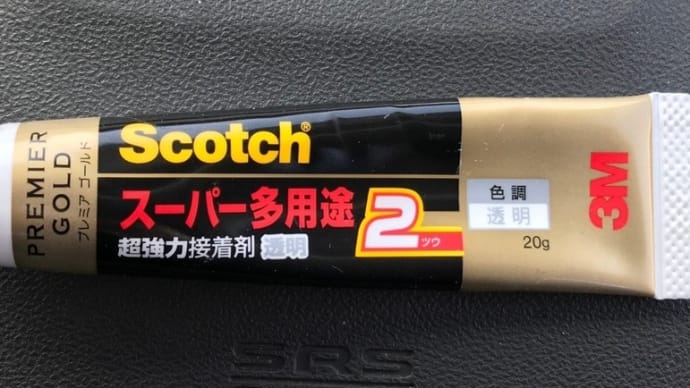 PREMIER
GOLD
プレミア ゴールド
Scotch®
スーパー多用途2
ツウ
超強力接着剤 透明
色調
透明
20g
3M
SRS